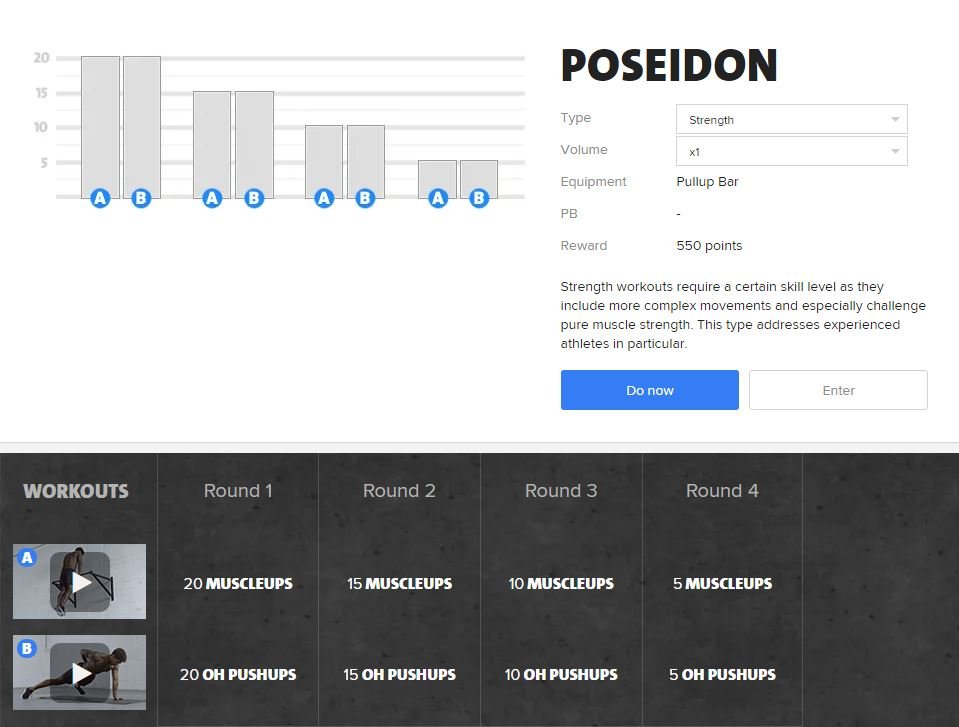 20
15
10
5
A B A B A B A B
POSEIDON
Type Strength
Volume x1
Equipment Pullup Bar
PB -
Reward 550 points
Strength workouts require a certain skill level as they
include more complex movements and especially challenge
pure muscle strength. This type addresses experienced
athletes in particular.
Do now Enter
WORKOUTS Round 1 Round 2 Round 3 Round 4
A
20 MUSCLEUPS 15 MUSCLEUPS 10 MUSCLEUPS 5 MUSCLEUPS
B
20 OH PUSHUPS 15 OH PUSHUPS 10 OH PUSHUPS 5 OH PUSHUPS